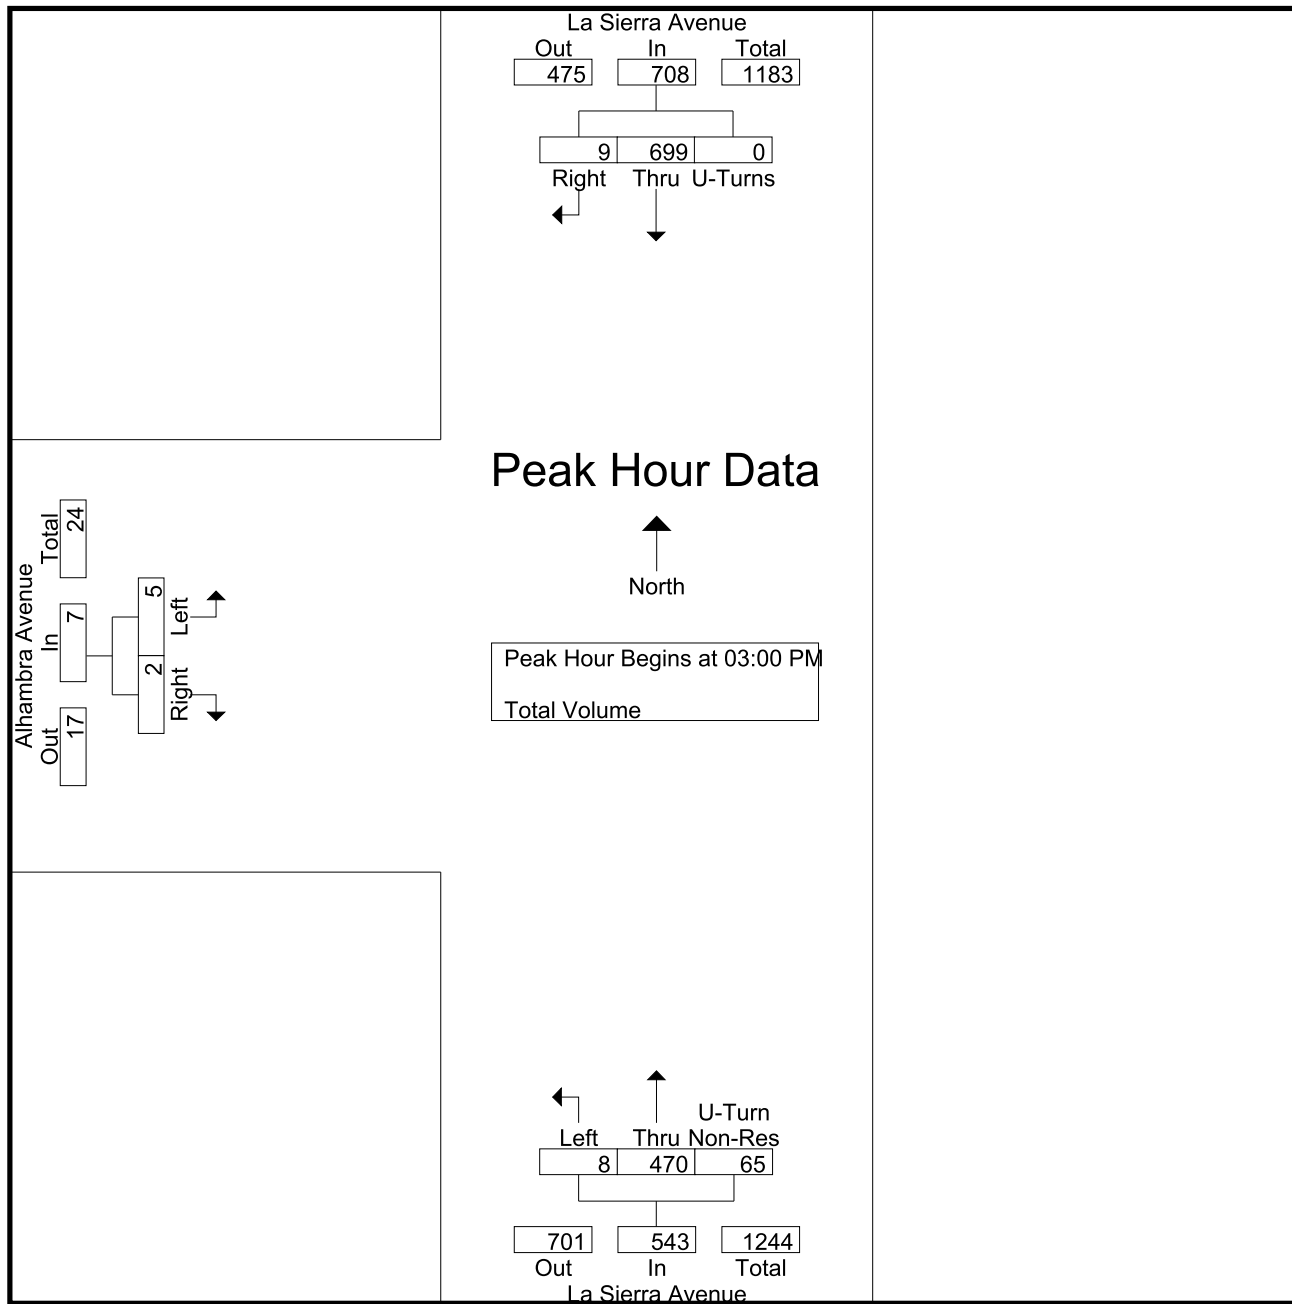 La Sierra Avenue
Out In Total
475 708 1183
9 699 0
Right Thru U-Turns
Peak Hour Data
North
Peak Hour Begins at 03:00 PM
Total Volume
Alhambra Avenue
Out In Total
17 7 24
2 5
Right Left
U-Turn
Left Thru Non-Res
8 470 65
701 543 1244
Out In Total
La Sierra Avenue